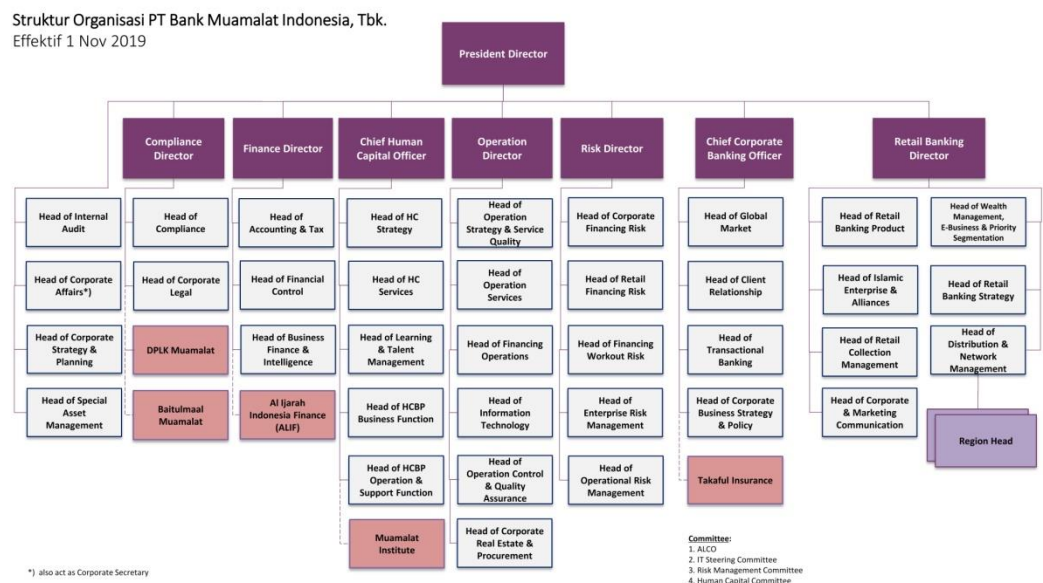 Struktur Organisasi PT Bank Muamalat Indonesia, Tbk.
Effektif 1 Nov 2019
President Director
Compliance
Director
Finance Director
Chief Human
Capital Officer
Operation
Director
Risk Director
Chief Corporate
Banking Officer
Retail Banking
Director
Head of Internal
Audit
Head of Corporate
Affairs*)
Head of Corporate
Strategy &
Planning
Head of Special
Asset
Management
Head of
Compliance
Head of Corporate
Legal
DPLK Muamalat
Baitulmaal
Muamalat
Head of
Accounting & Tax
Head of Financial
Control
Head of Business
Finance &
Intelligence
Al Ijarah
Indonesia Finance
(ALIF)
Head of HC
Strategy
Head of HC
Services
Head of Learning
& Talent
Management
Head of HCBP
Business Function
Head of HCBP
Operation &
Support Function
Muamalat
Institute
Head of
Operation
Strategy & Service
Quality
Head of
Operation
Services
Head of Financing
Operations
Head of
Information
Technology
Head of
Operation Control
& Quality
Assurance
Head of Corporate
Real Estate &
Procurement
Head of Corporate
Financing Risk
Head of Retail
Financing Risk
Head of Financing
Workout Risk
Head of
Enterprise Risk
Management
Head of
Operational Risk
Management
Head of Global
Market
Head of Client
Relationship
Head of
Transactional
Banking
Head of Corporate
Business Strategy
& Policy
Takaful Insurance
Head of Retail
Banking Product
Head of Islamic
Enterprise &
Alliances
Head of Retail
Collection
Management
Head of Corporate
& Marketing
Communication
Head of Wealth
Management,
E-Business & Priority
Segmentation
Head of Retail
Banking Strategy
Head of
Distribution &
Network
Management
Region Head
*) also act as Corporate Secretary
Committee:
1. ALCO
2. IT Steering Committee
3. Risk Management Committee
4. Human Capital Committee